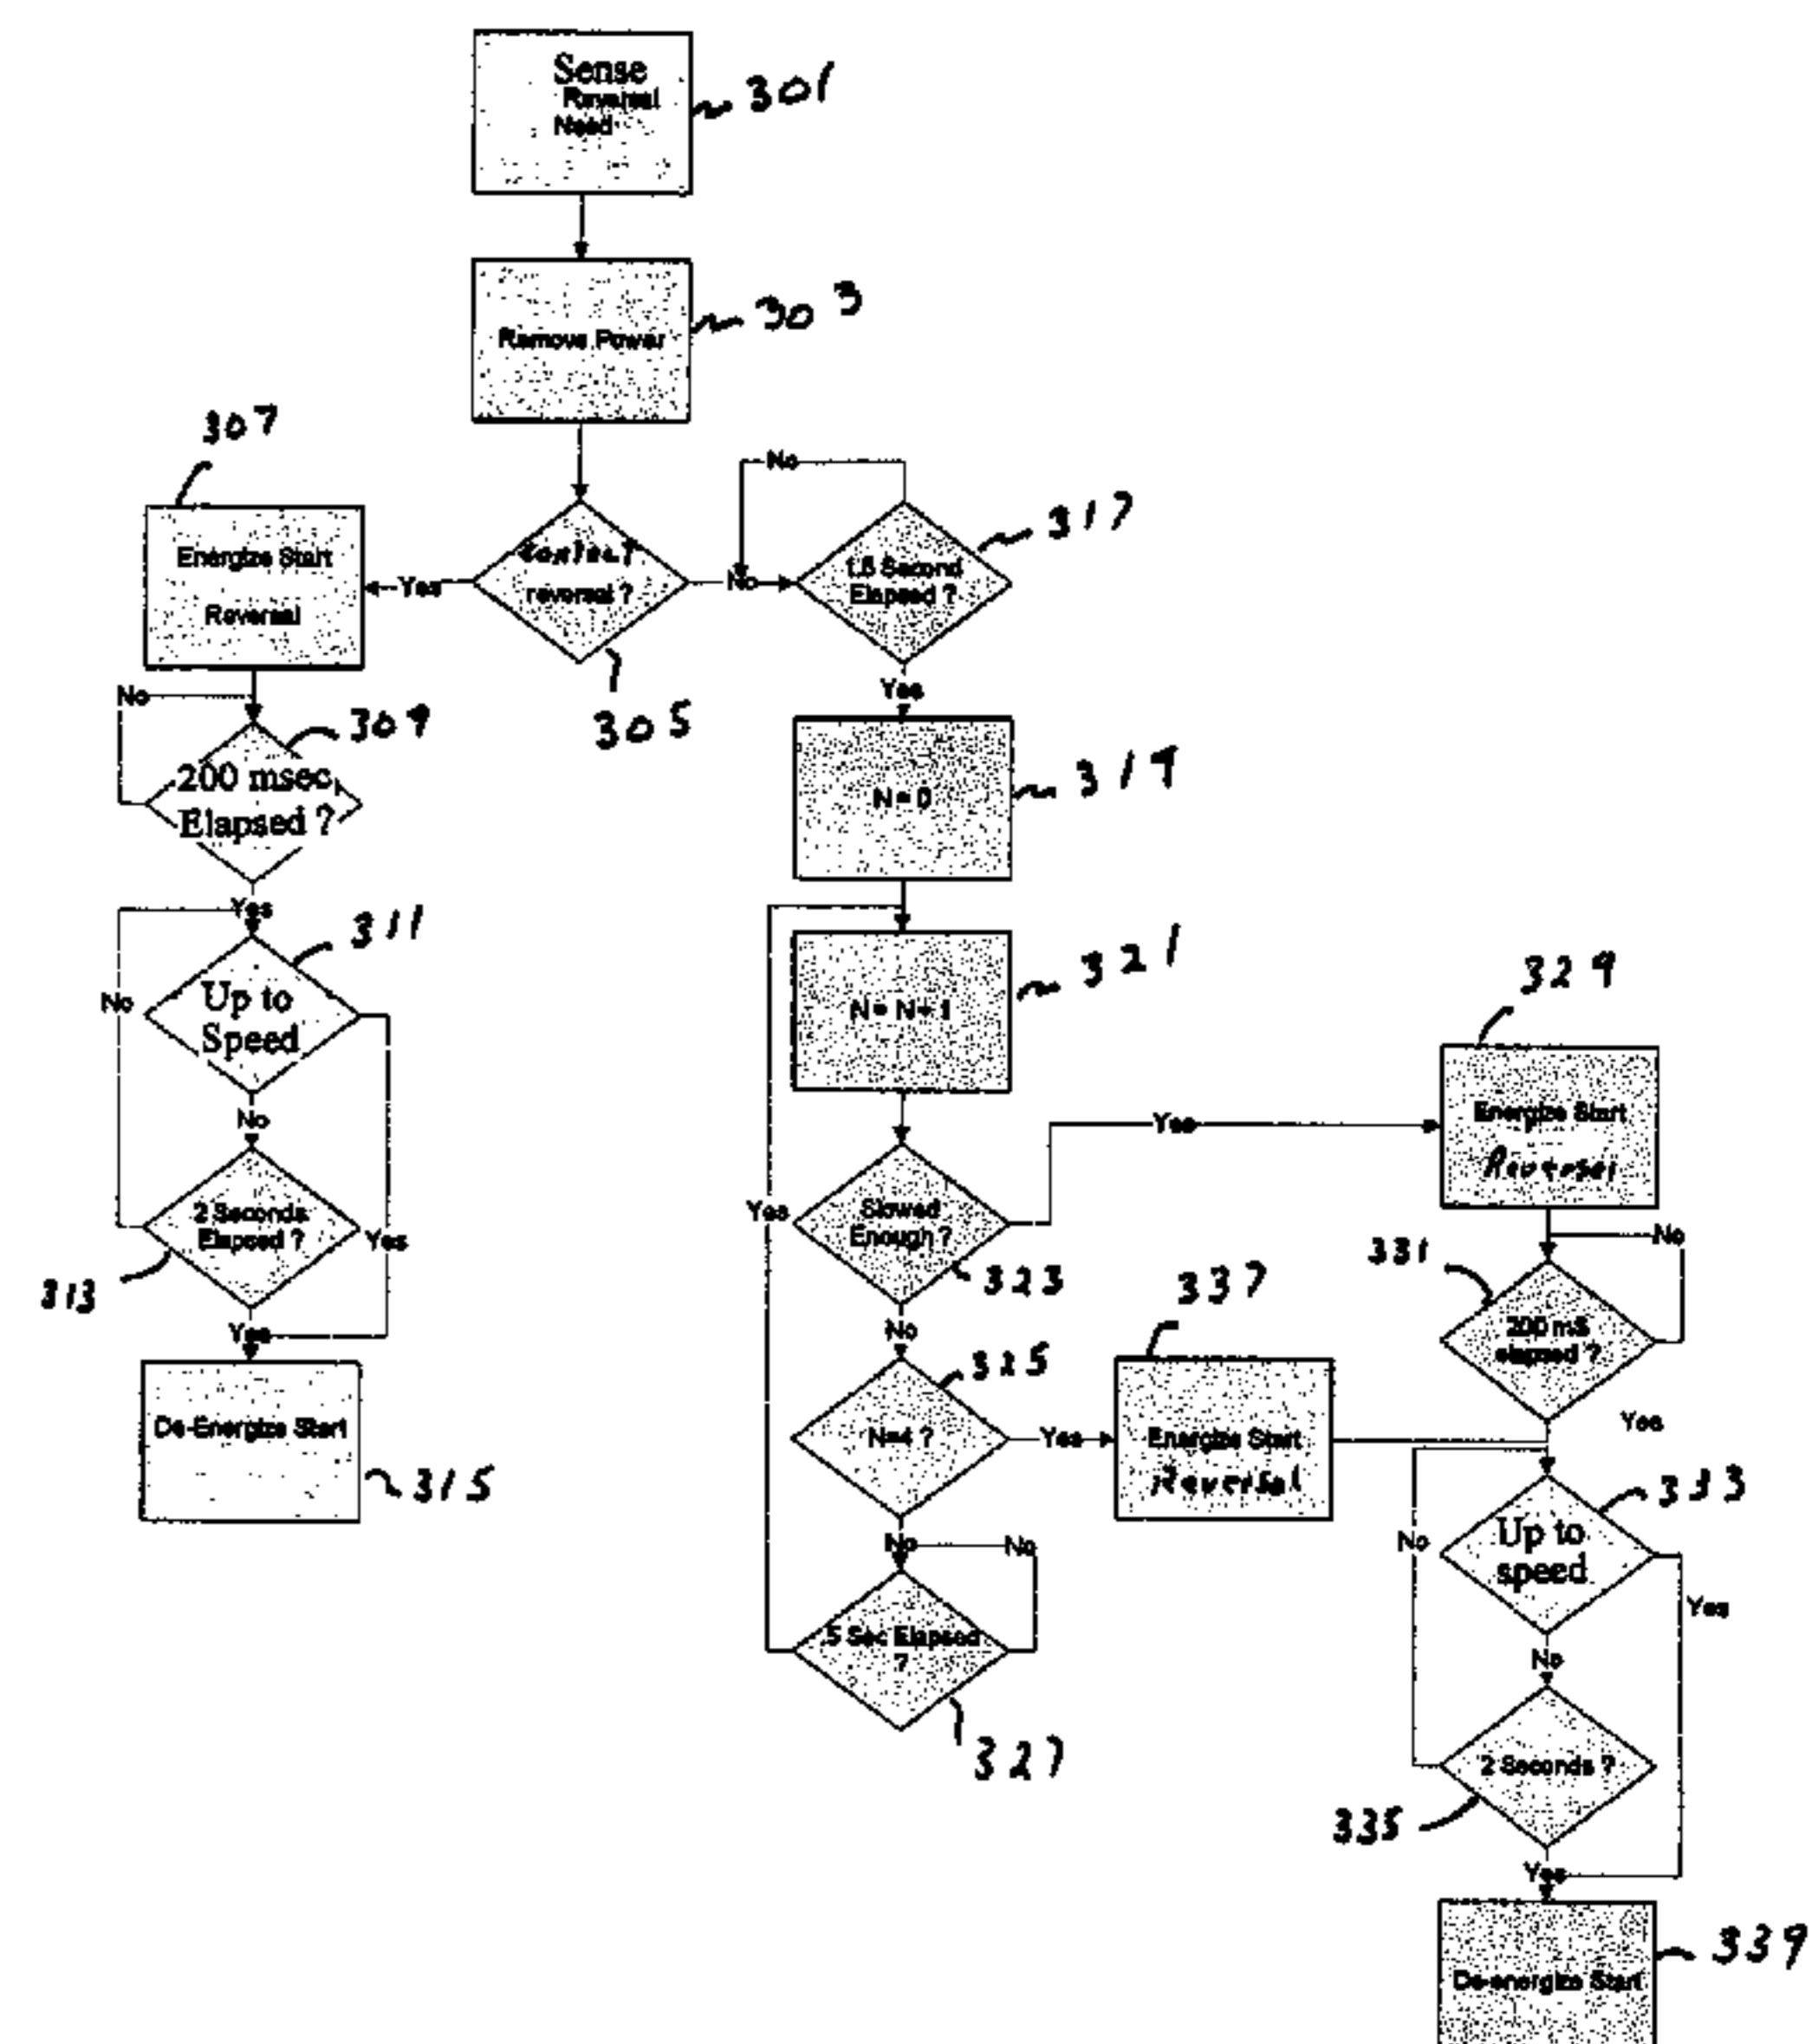 Sense
Reversal
Need
301
Remove Power
303
307
Energize Start
Reversal
Yes
Contact
reversal ?
305
No
No
Second
Elapsed ?
317
No
200 msec
Elapsed ?
309
Yes
N = 0
319
Yes
311
Up to
Speed
No
No
2 Seconds
Elapsed ?
Yes
313
Yes
De-Energize Start
315
N = N + 1
321
Slowed
Enough ?
323
Yes
Yes
No
329
Energize Start
Reversal
331
200 mS
elapsed ?
No
Yes
325
N=4 ?
Yes
337
Energize Start
Reversal
No
No
.5 Sec Elapsed
?
327
333
Up to
speed
No
Yes
No
2 Seconds ?
335
Yes
De-energize Start
339